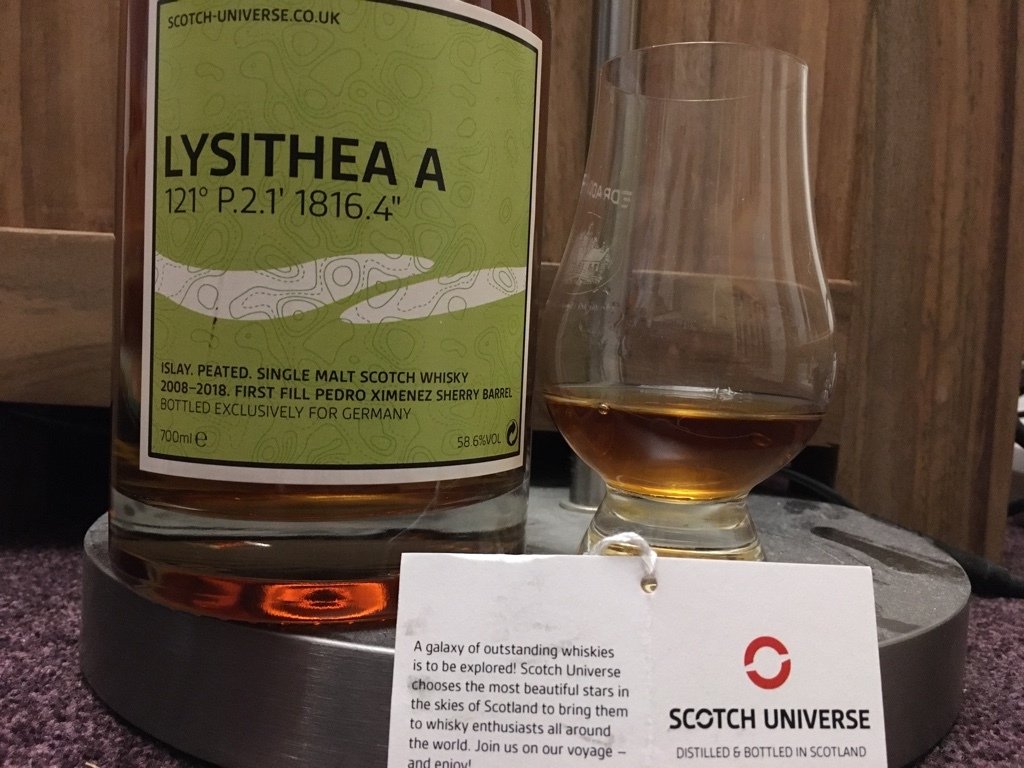 SCOTCH-UNIVERSE.CO.UK
LYSITHEA A
121° P.2.1' 1816.4"
ISLAY. PEATED. SINGLE MALT SCOTCH WHISKY
2008–2018. FIRST FILL PEDRO XIMENEZ SHERRY BARREL
BOTTLED EXCLUSIVELY FOR GERMANY
700ml ℮
58.6%VOL
A galaxy of outstanding whiskies
is to be explored! Scotch Universe
chooses the most beautiful stars in
the skies of Scotland to bring them
to whisky enthusiasts all around
the world. Join us on our voyage –
and enjoy!
SCOTCH UNIVERSE
DISTILLED & BOTTLED IN SCOTLAND